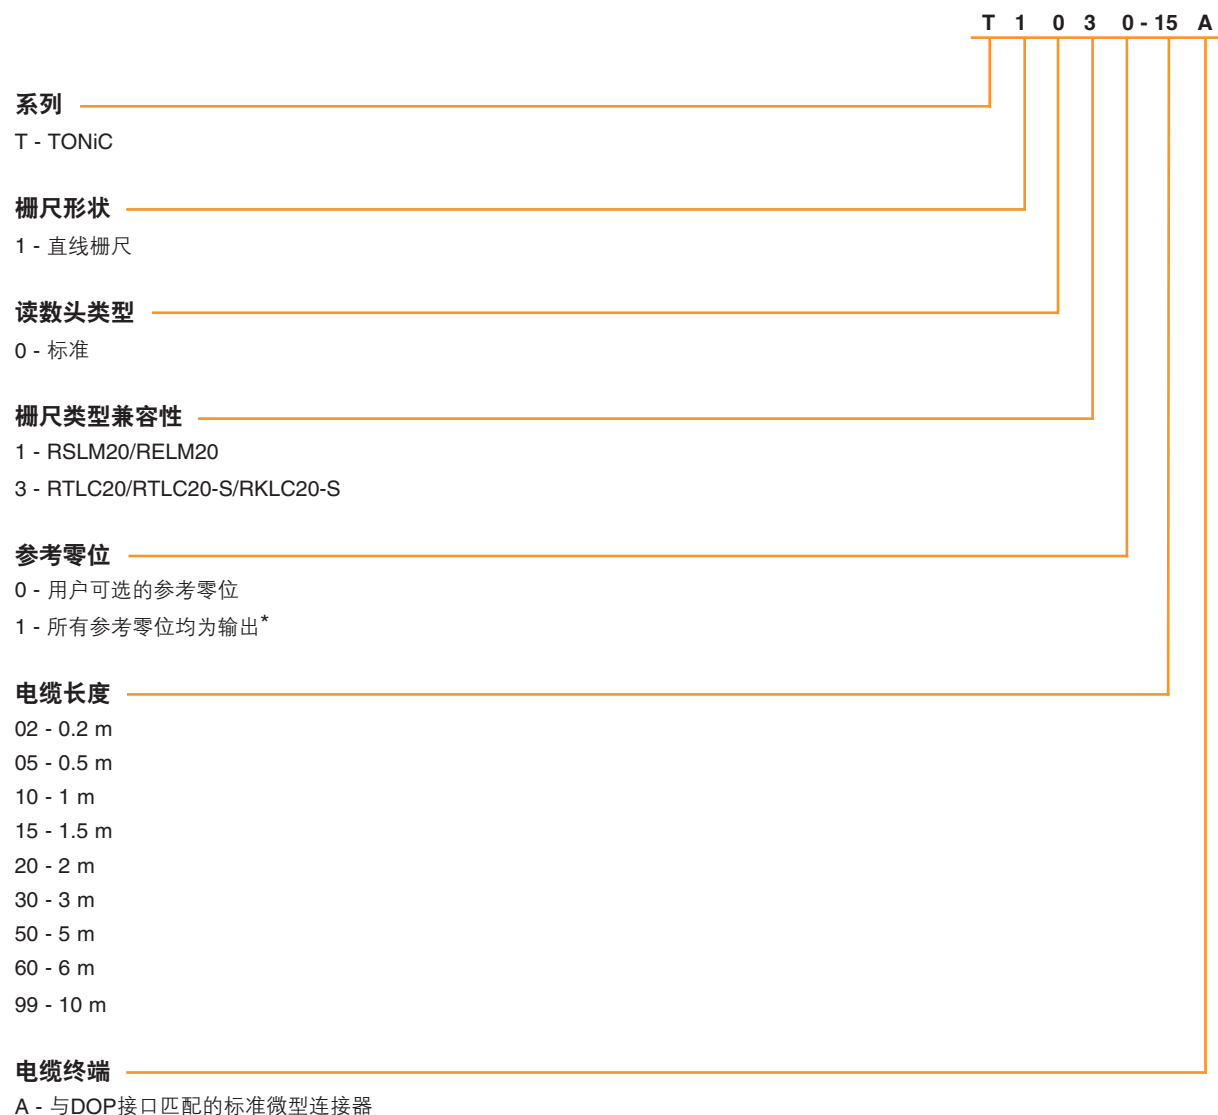 T 1 0 3 0 - 15 A
系列
T - TONiC
栅尺形状
1 - 直线栅尺
读数头类型
0 - 标准
栅尺类型兼容性
1 - RSLM20/RELM20
3 - RTLC20/RTLC20-S/RKLC20-S
参考零位
0 - 用户可选的参考零位
1 - 所有参考零位均为输出*
电缆长度
02 - 0.2 m
05 - 0.5 m
10 - 1 m
15 - 1.5 m
20 - 2 m
30 - 3 m
50 - 5 m
60 - 6 m
99 - 10 m
电缆终端
A - 与DOP接口匹配的标准微型连接器